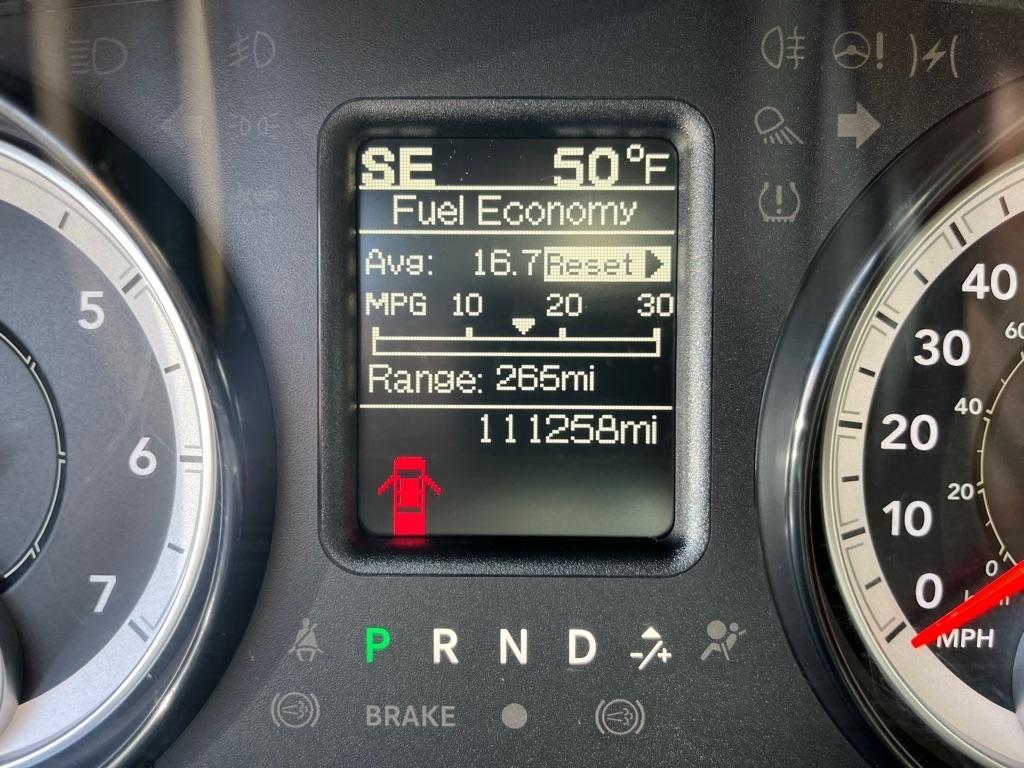 SE 50°F
Fuel Economy
Avg: 16.7 Reset
MPG 10 20 30
Range: 265mi
111258mi
5
6
7
40
30
20
10
0
MPH
60
40
20
0
P R N D -/+
BRAKE